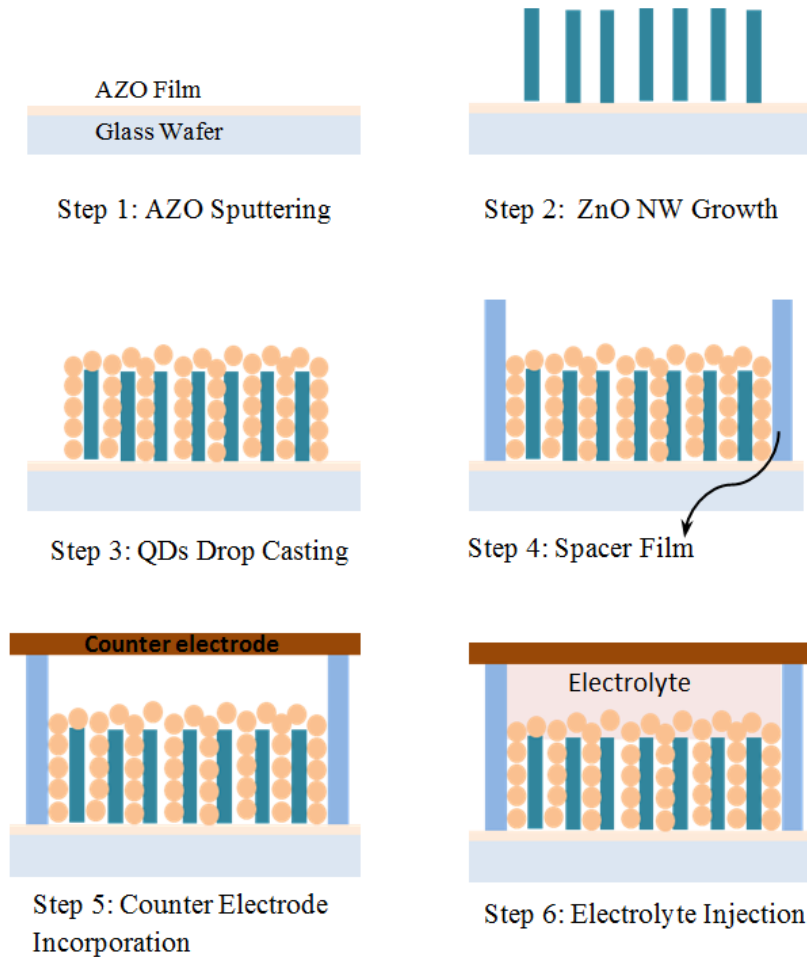 AZO Film
Glass Wafer
Step 1: AZO Sputtering
Step 2: ZnO NW Growth
Step 3: QDs Drop Casting
Step 4: Spacer Film
Counter electrode
Step 5: Counter Electrode
Incorporation
Electrolyte
Step 6: Electrolyte Injection